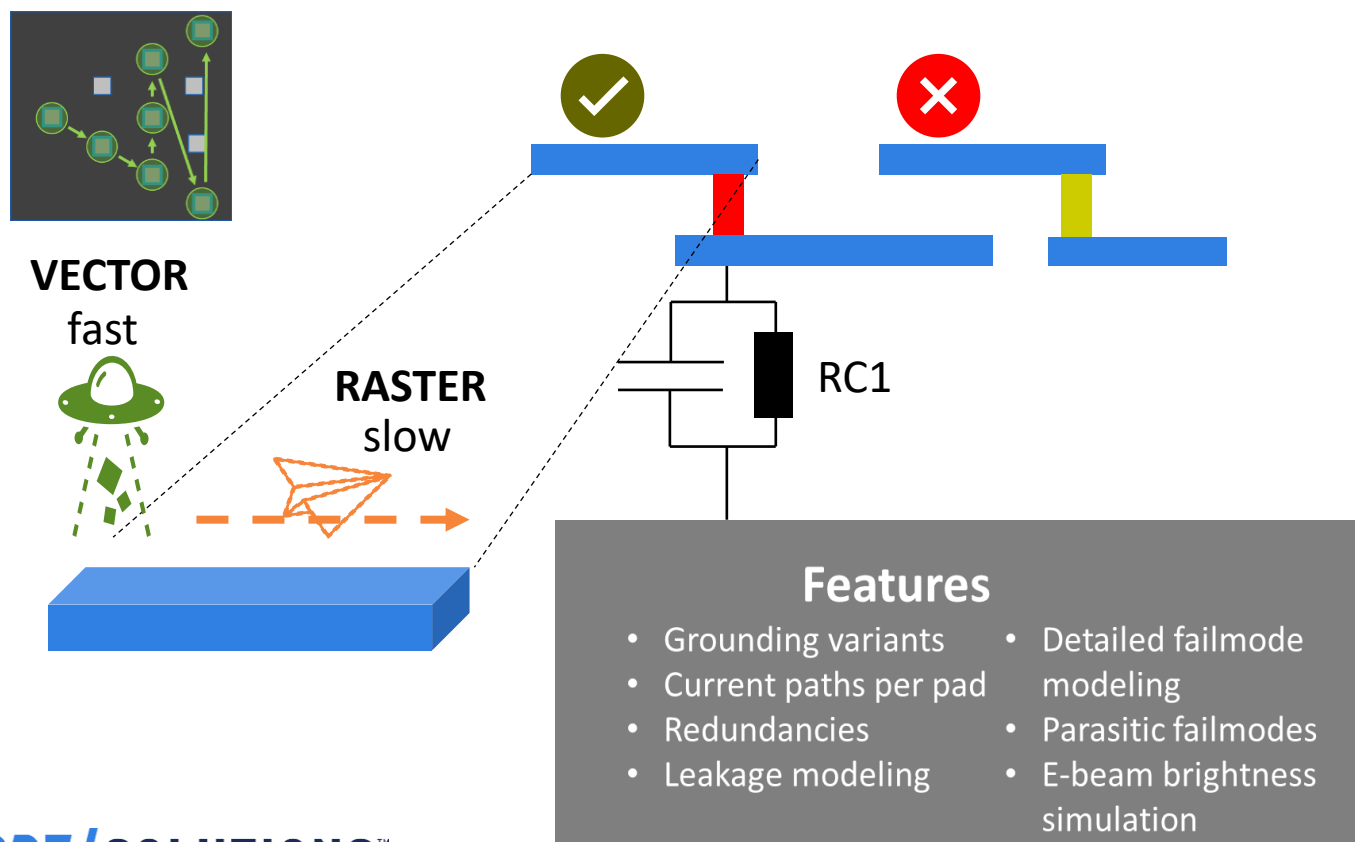 VECTOR
fast
RASTER
slow
RC1
Features
• Grounding variants
• Current paths per pad
• Redundancies
• Leakage modeling
• Detailed failmode
modeling
• Parasitic failmodes
• E-beam brightness
simulation
SOLUTIONS™